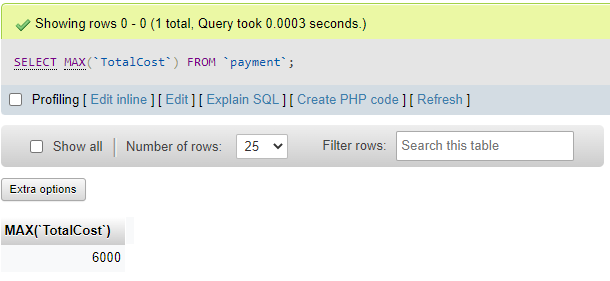 Showing rows 0 - 0 (1 total, Query took 0.0003 seconds.)
SELECT MAX(`TotalCost`) FROM `payment`;
Profiling [ Edit inline ] [ Edit ] [ Explain SQL ] [ Create PHP code ] [ Refresh ]
Show all Number of rows: 25 Filter rows: Search this table
Extra options
MAX(`TotalCost`)
6000